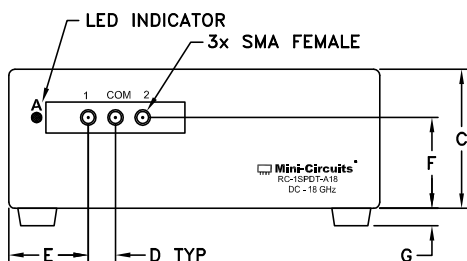 LED INDICATOR
3x SMA FEMALE
A
1 COM 2
C
F
Mini-Circuits
RC-1SPDT-A18
DC - 18 GHz
E
D TYP
G